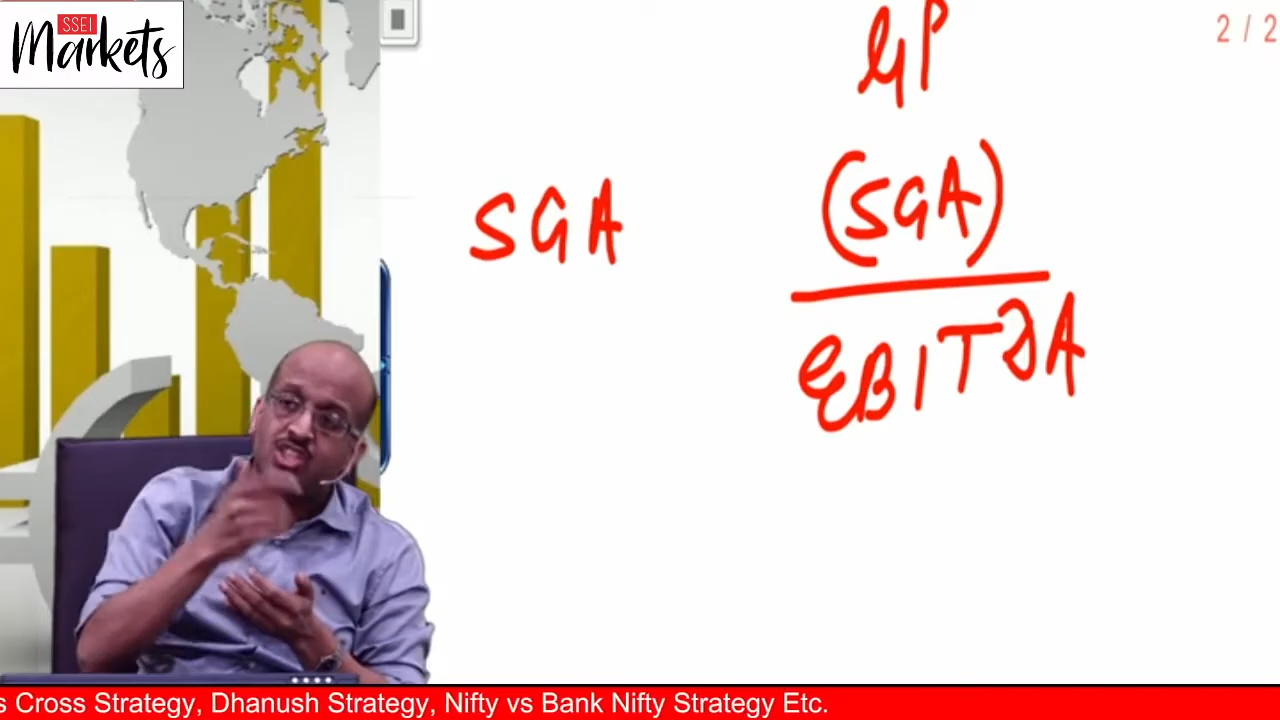 SSEI
Markets
2 / 2
GP
SGA
(SGA)
EBITDA
s Cross Strategy, Dhanush Strategy, Nifty vs Bank Nifty Strategy Etc.